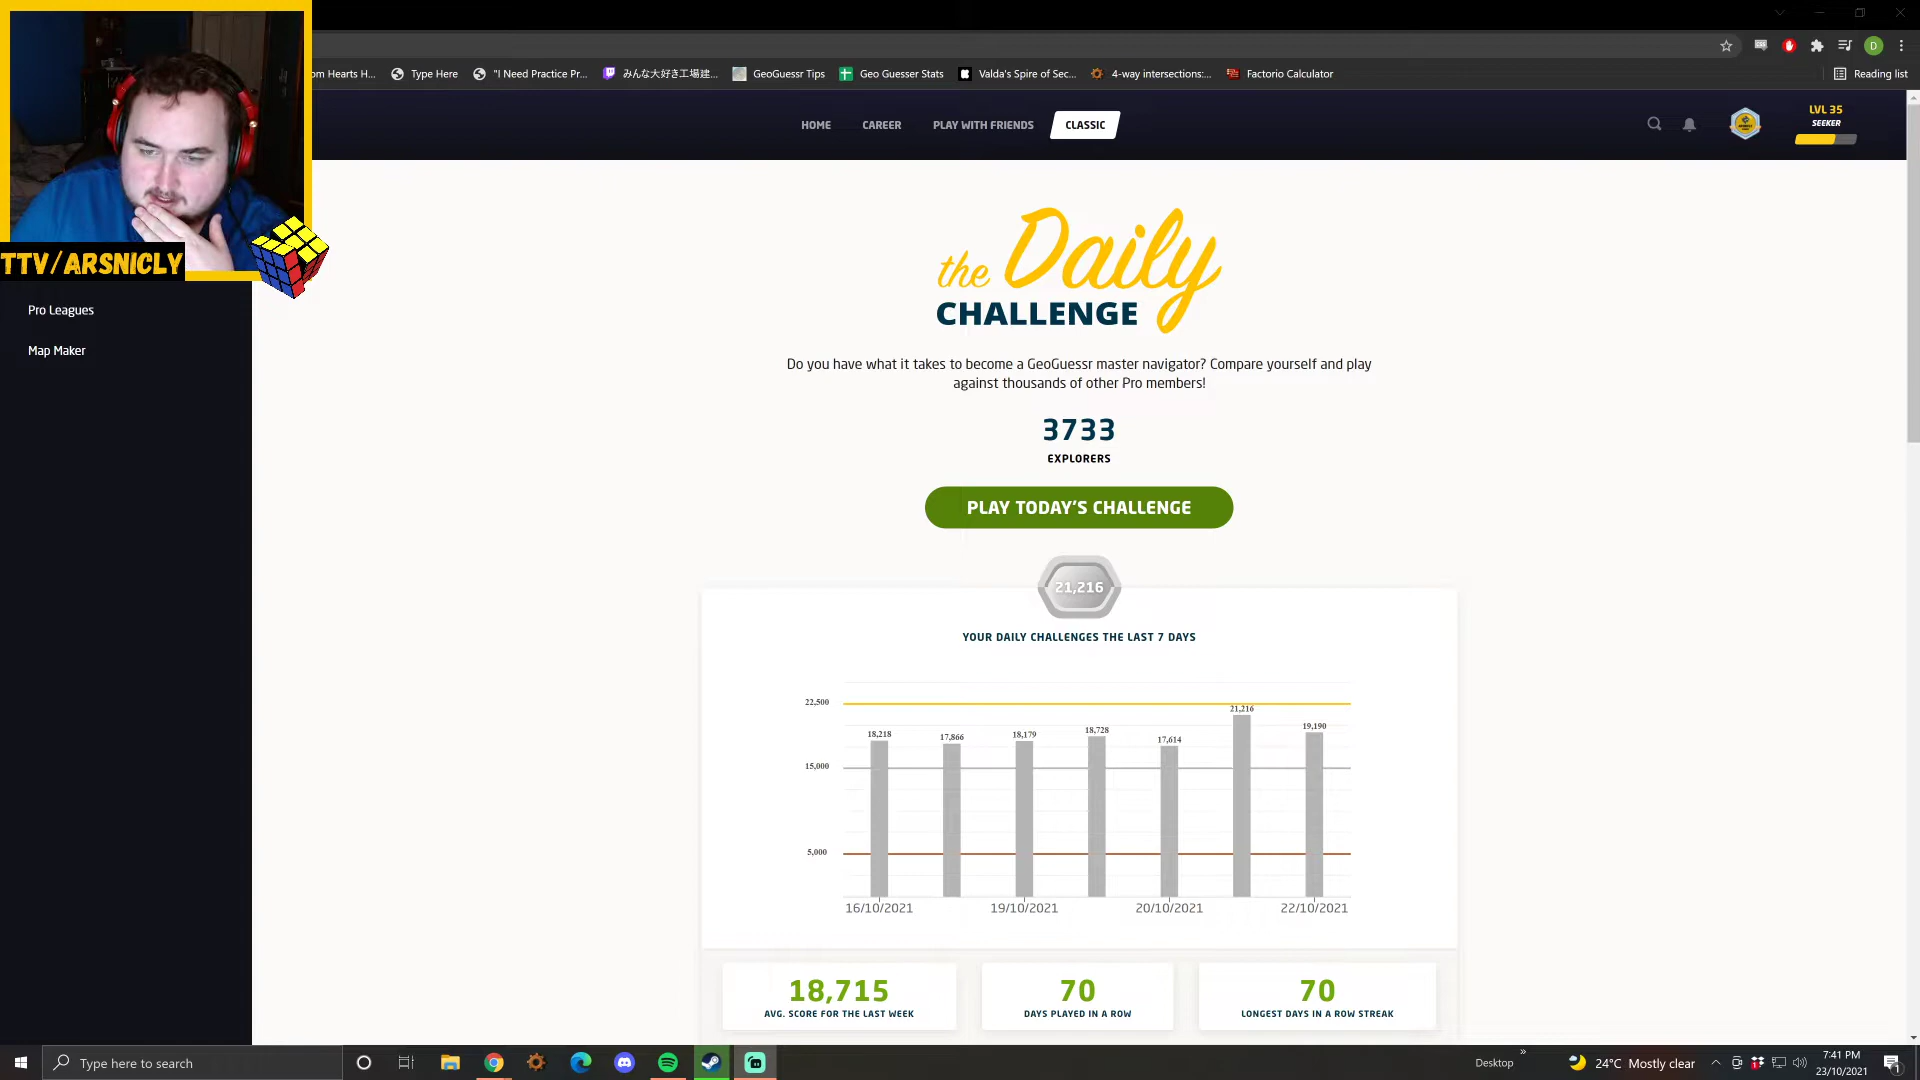 om Hearts H...
Type Here
"I Need Practice Pr...
みんな大好き工場建...
GeoGuessr Tips
Geo Guesser Stats
Valda's Spire of Sec...
4-way intersections:...
Factorio Calculator
Reading list
D
HOME
CAREER
PLAY WITH FRIENDS
CLASSIC
LVL 35
SEEKER
TTV/ARSNICLY
Pro Leagues
Map Maker
the Daily
CHALLENGE
Do you have what it takes to become a GeoGuessr master navigator? Compare yourself and play
against thousands of other Pro members!
3733
EXPLORERS
PLAY TODAY'S CHALLENGE
21,216
YOUR DAILY CHALLENGES THE LAST 7 DAYS
22,500
15,000
5,000
18,218
17,866
18,179
18,728
17,614
21,216
19,190
16/10/2021
19/10/2021
20/10/2021
22/10/2021
18,715
AVG. SCORE FOR THE LAST WEEK
70
DAYS PLAYED IN A ROW
70
LONGEST DAYS IN A ROW STREAK
Type here to search
Desktop
24°C Mostly clear
7:41 PM
23/10/2021
1